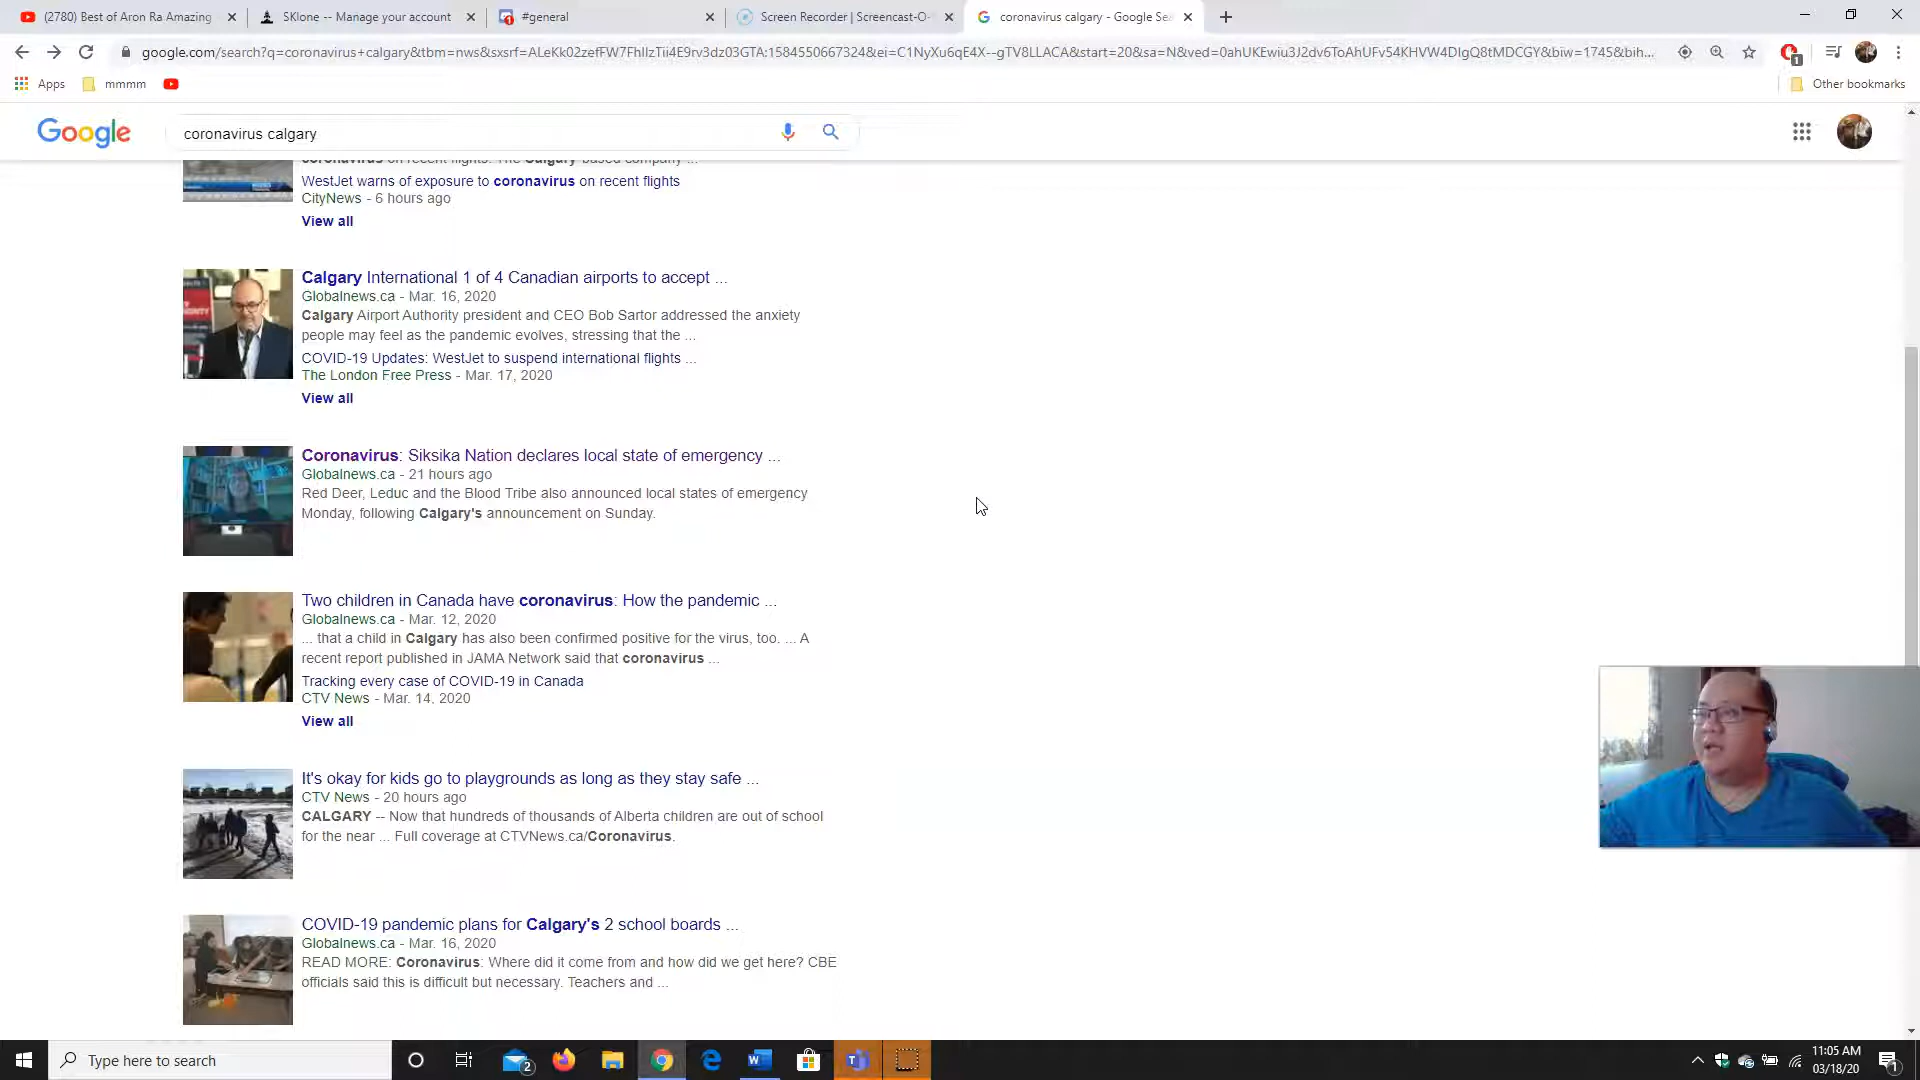 (2780) Best of Aron Ra Amazing
SKlone -- Manage your account
#general
Screen Recorder | Screencast-O-
coronavirus calgary - Google Sea
google.com/search?q=coronavirus+calgary&tbm=nws&sxsrf=ALeKk02zefFW7FhIlzTii4E9rv3dz03GTA:1584550667324&ei=C1NyXu6qE4X--gTV8LLACA&start=20&sa=N&ved=0ahUKEwiu3J2dv6ToAhUFv54KHVW4DIgQ8tMDCGY&biw=1745&bih...
1
Apps
mmmm
Other bookmarks
Google
coronavirus calgary
coronavirus on recent flights. The Calgary-based company ...
WestJet warns of exposure to coronavirus on recent flights
CityNews - 6 hours ago
View all
Calgary International 1 of 4 Canadian airports to accept ...
Globalnews.ca - Mar. 16, 2020
Calgary Airport Authority president and CEO Bob Sartor addressed the anxiety
people may feel as the pandemic evolves, stressing that the ...
COVID-19 Updates: WestJet to suspend international flights ...
The London Free Press - Mar. 17, 2020
View all
Coronavirus: Siksika Nation declares local state of emergency ...
Globalnews.ca - 21 hours ago
Red Deer, Leduc and the Blood Tribe also announced local states of emergency
Monday, following Calgary's announcement on Sunday.
Two children in Canada have coronavirus: How the pandemic ...
Globalnews.ca - Mar. 12, 2020
... that a child in Calgary has also been confirmed positive for the virus, too. ... A
recent report published in JAMA Network said that coronavirus ...
Tracking every case of COVID-19 in Canada
CTV News - Mar. 14, 2020
View all
It's okay for kids go to playgrounds as long as they stay safe ...
CTV News - 20 hours ago
CALGARY -- Now that hundreds of thousands of Alberta children are out of school
for the near ... Full coverage at CTVNews.ca/Coronavirus.
COVID-19 pandemic plans for Calgary's 2 school boards ...
Globalnews.ca - Mar. 16, 2020
READ MORE: Coronavirus: Where did it come from and how did we get here? CBE
officials said this is difficult but necessary. Teachers and ...
Type here to search
2
11:05 AM
03/18/20
1